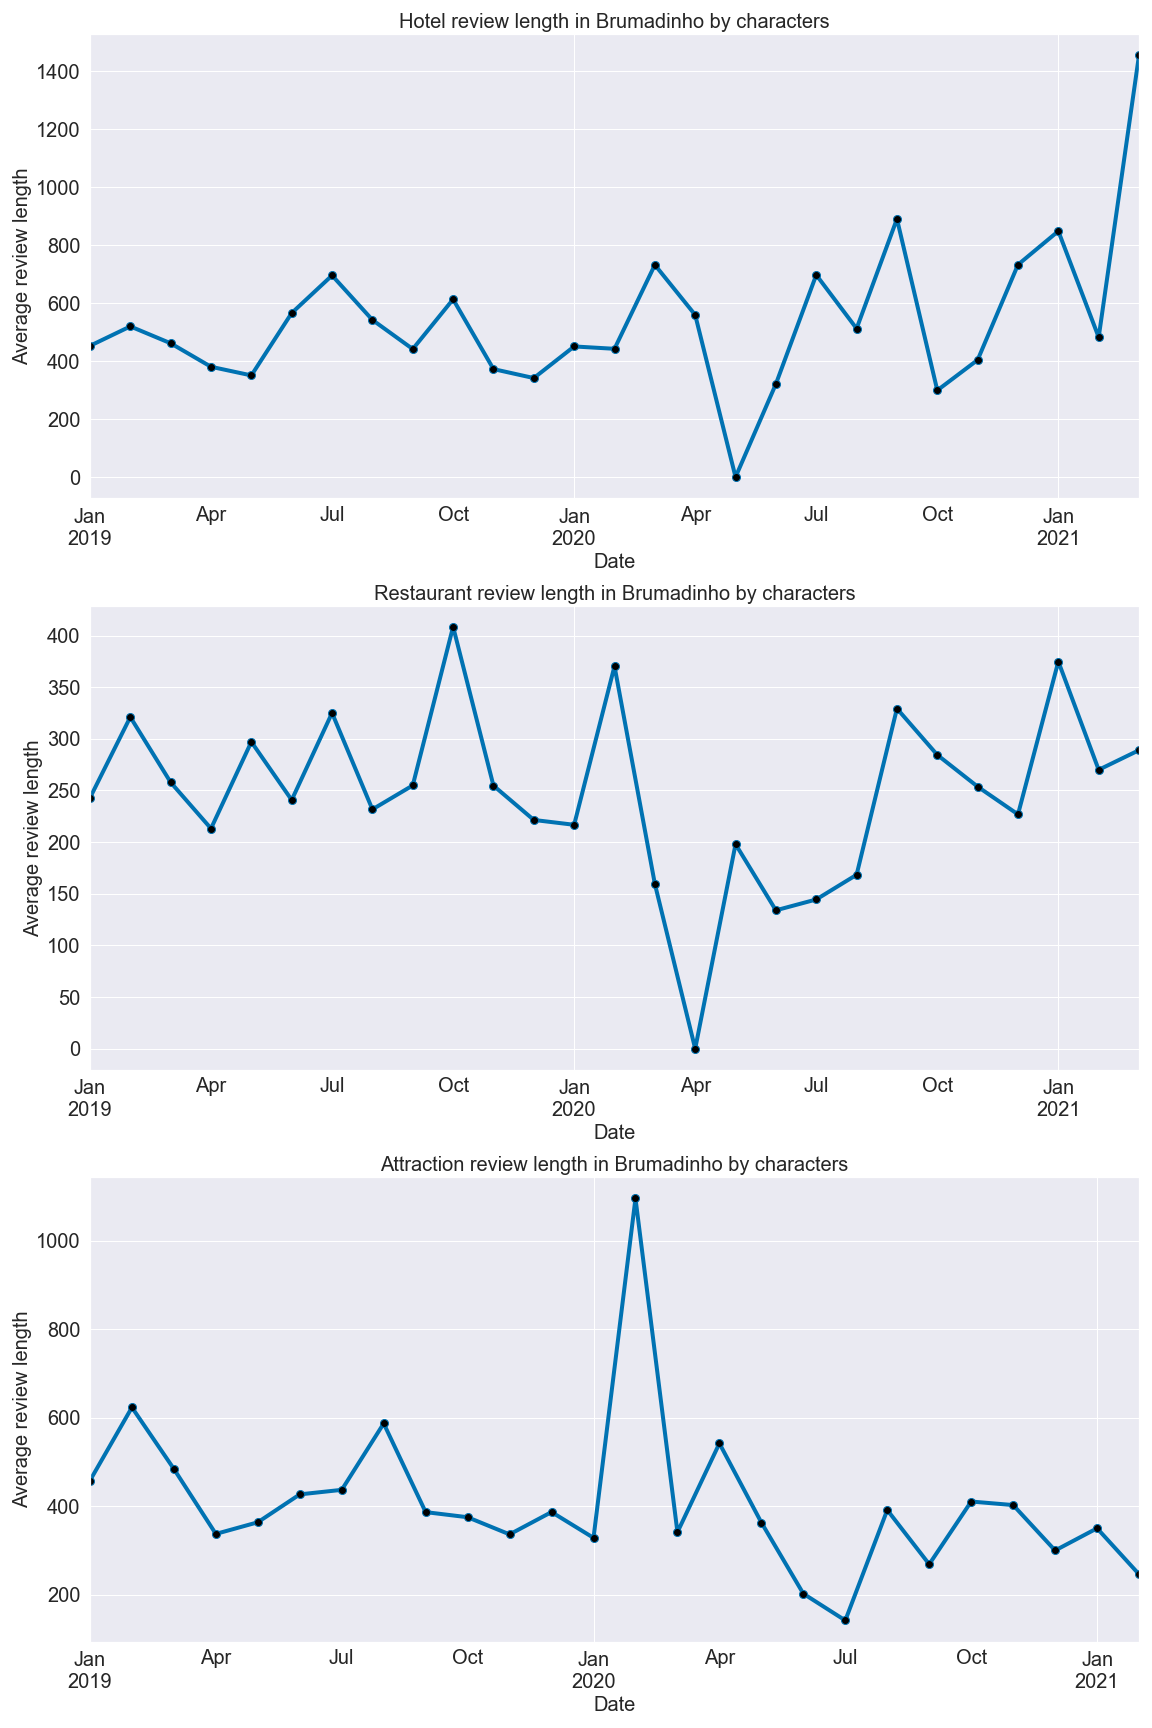 Hotel review length in Brumadinho by characters
1400
1200
1000
800
600
400
200
0
Average review length
Jan Apr Jul Oct Jan Apr Jul Oct Jan
2019 2020 2021
Date
Restaurant review length in Brumadinho by characters
400
350
300
250
200
150
100
50
0
Average review length
Jan Apr Jul Oct Jan Apr Jul Oct Jan
2019 2020 2021
Date
Attraction review length in Brumadinho by characters
1000
800
600
400
200
Average review length
Jan Apr Jul Oct Jan Apr Jul Oct Jan
2019 2020 2021
Date